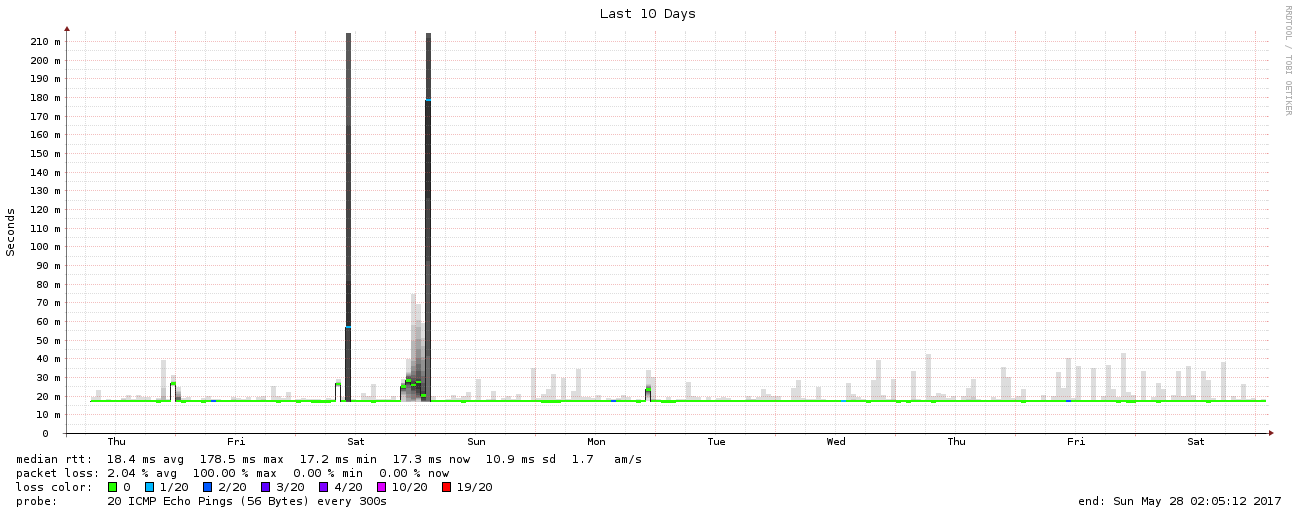 Last 10 Days
RRDTOOL / TOBI OETIKER
Seconds
210 m
200 m
190 m
180 m
170 m
160 m
150 m
140 m
130 m
120 m
110 m
100 m
90 m
80 m
70 m
60 m
50 m
40 m
30 m
20 m
10 m
0
Thu Fri Sat Sun Mon Tue Wed Thu Fri Sat
median rtt: 18.4 ms avg 178.5 ms max 17.2 ms min 17.3 ms now 10.9 ms sd 1.7 am/s
packet loss: 2.04 % avg 100.00 % max 0.00 % min 0.00 % now
loss color: 0 1/20 2/20 3/20 4/20 10/20 19/20
probe: 20 ICMP Echo Pings (56 Bytes) every 300s end: Sun May 28 02:05:12 2017